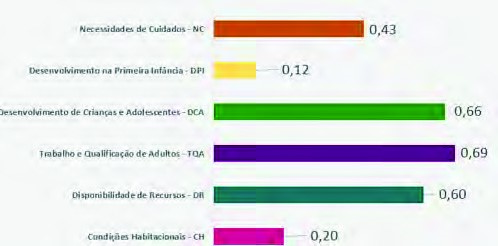 Necessidades de Cuidados - NC 0,43
Desenvolvimento na Primeira Infância - DPI 0,12
Desenvolvimento de Crianças e Adolescentes - DCA 0,66
Trabalho e Qualificação de Adultos - TQA 0,69
Disponibilidade de Recursos - DR 0,60
Condições Habitacionais - CH 0,20